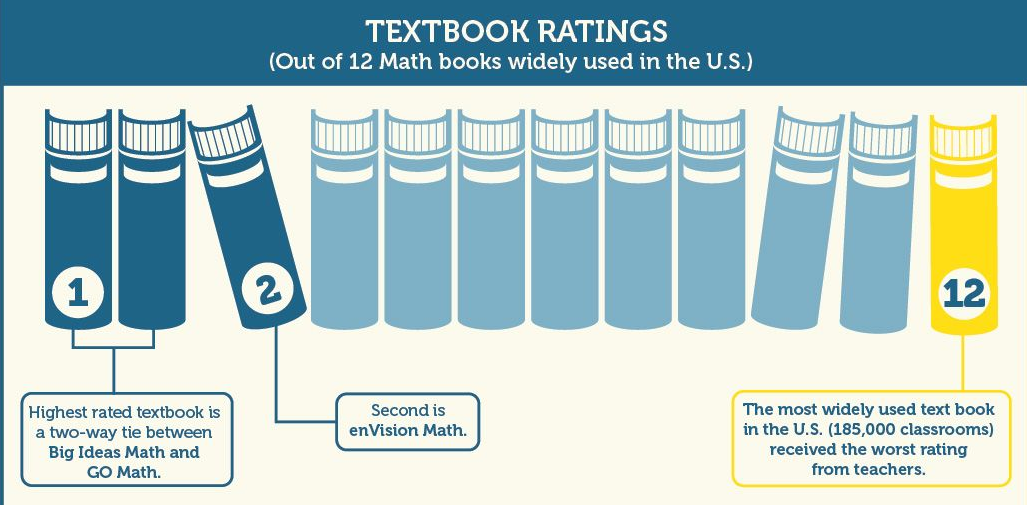 TEXTBOOK RATINGS
(Out of 12 Math books widely used in the U.S.)
1
2
12
Highest rated textbook is
a two-way tie between
Big Ideas Math and
GO Math.
Second is
enVision Math.
The most widely used text book
in the U.S. (185,000 classrooms)
received the worst rating
from teachers.